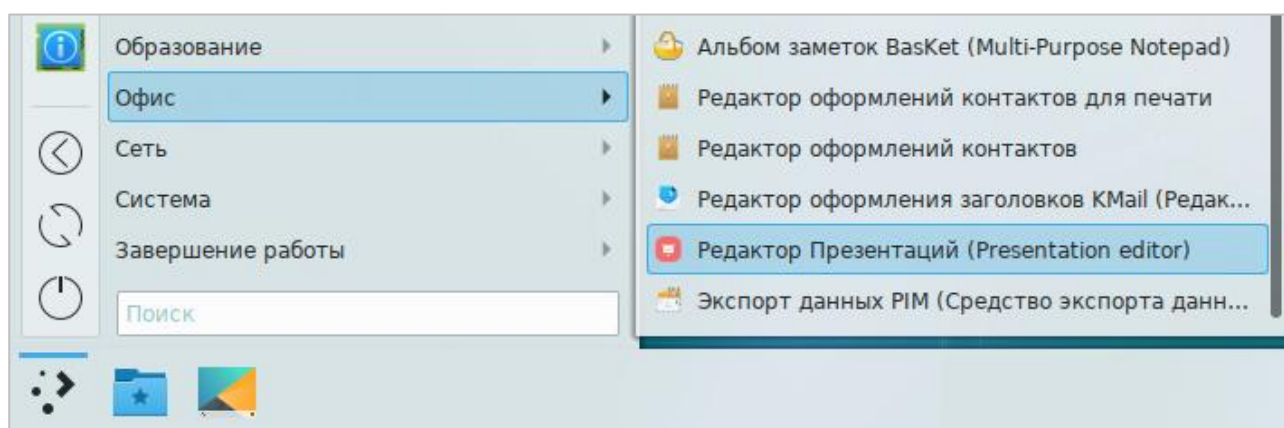 Образование
Офис
Сеть
Система
Завершение работы
Поиск
Альбом заметок BasKet (Multi-Purpose Notepad)
Редактор оформлений контактов для печати
Редактор оформлений контактов
Редактор оформления заголовков KMail (Редак...
Редактор Презентаций (Presentation editor)
Экспорт данных PIM (Средство экспорта данн...